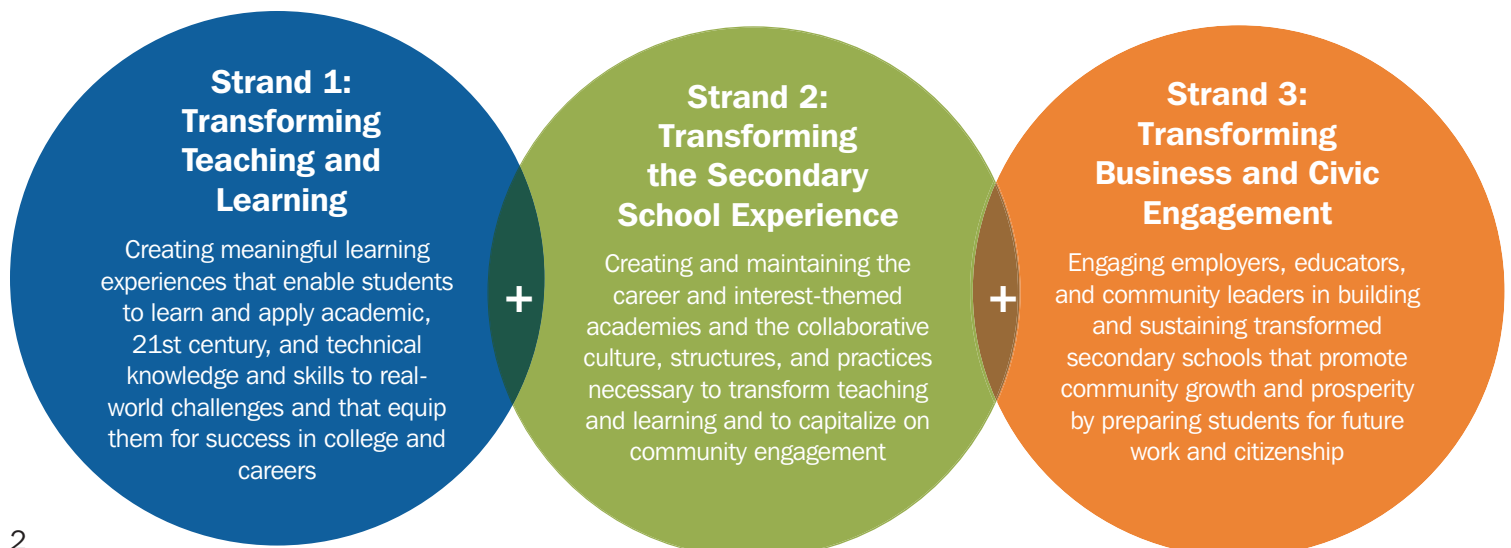 Strand 1:
Transforming
Teaching and
Learning
Creating meaningful learning
experiences that enable students
to learn and apply academic,
21st century, and technical
knowledge and skills to real-
world challenges and that equip
them for success in college and
careers
+
Strand 2:
Transforming
the Secondary
School Experience
Creating and maintaining the
career and interest-themed
academies and the collaborative
culture, structures, and practices
necessary to transform teaching
and learning and to capitalize on
community engagement
+
Strand 3:
Transforming
Business and Civic
Engagement
Engaging employers, educators,
and community leaders in building
and sustaining transformed
secondary schools that promote
community growth and prosperity
by preparing students for future
work and citizenship
2